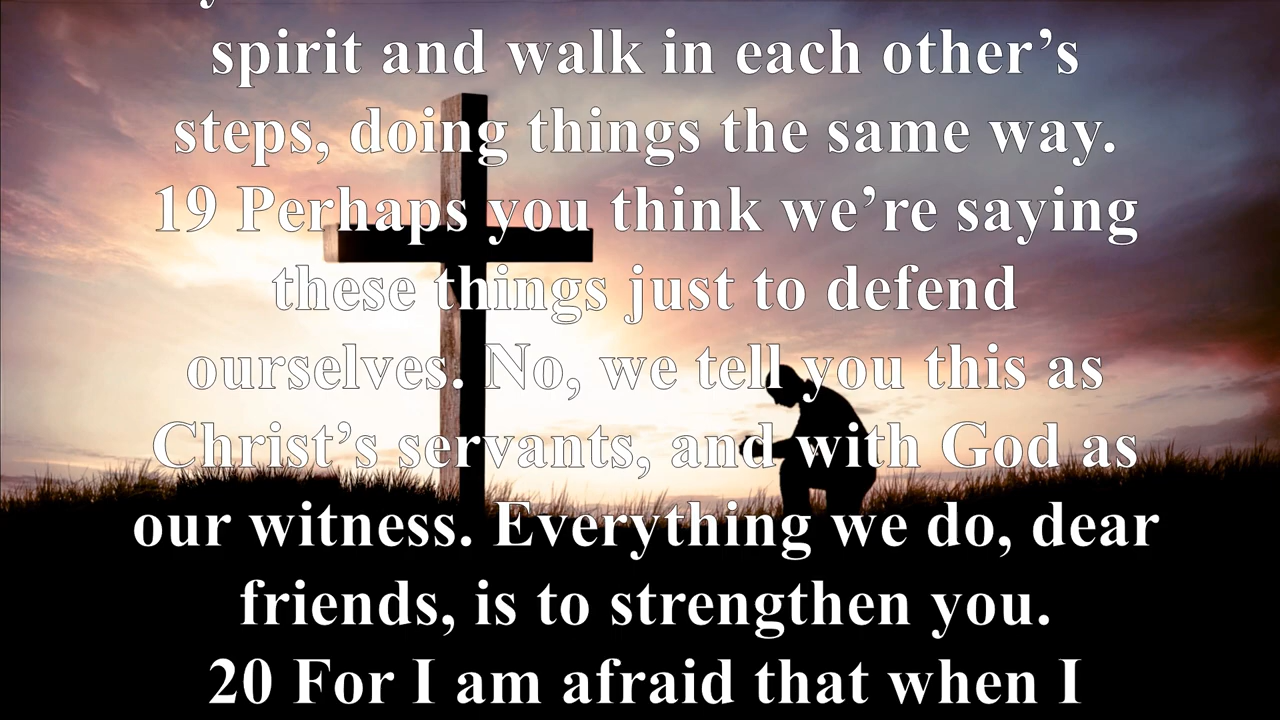 spirit and walk in each other’s
steps, doing things the same way.
19 Perhaps you think we’re saying
these things just to defend
ourselves. No, we tell you this as
Christ’s servants, and with God as
our witness. Everything we do, dear
friends, is to strengthen you.
20 For I am afraid that when I